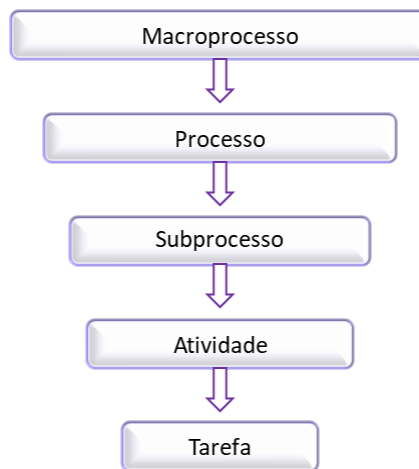 Macroprocesso
Processo
Subprocesso
Atividade
Tarefa